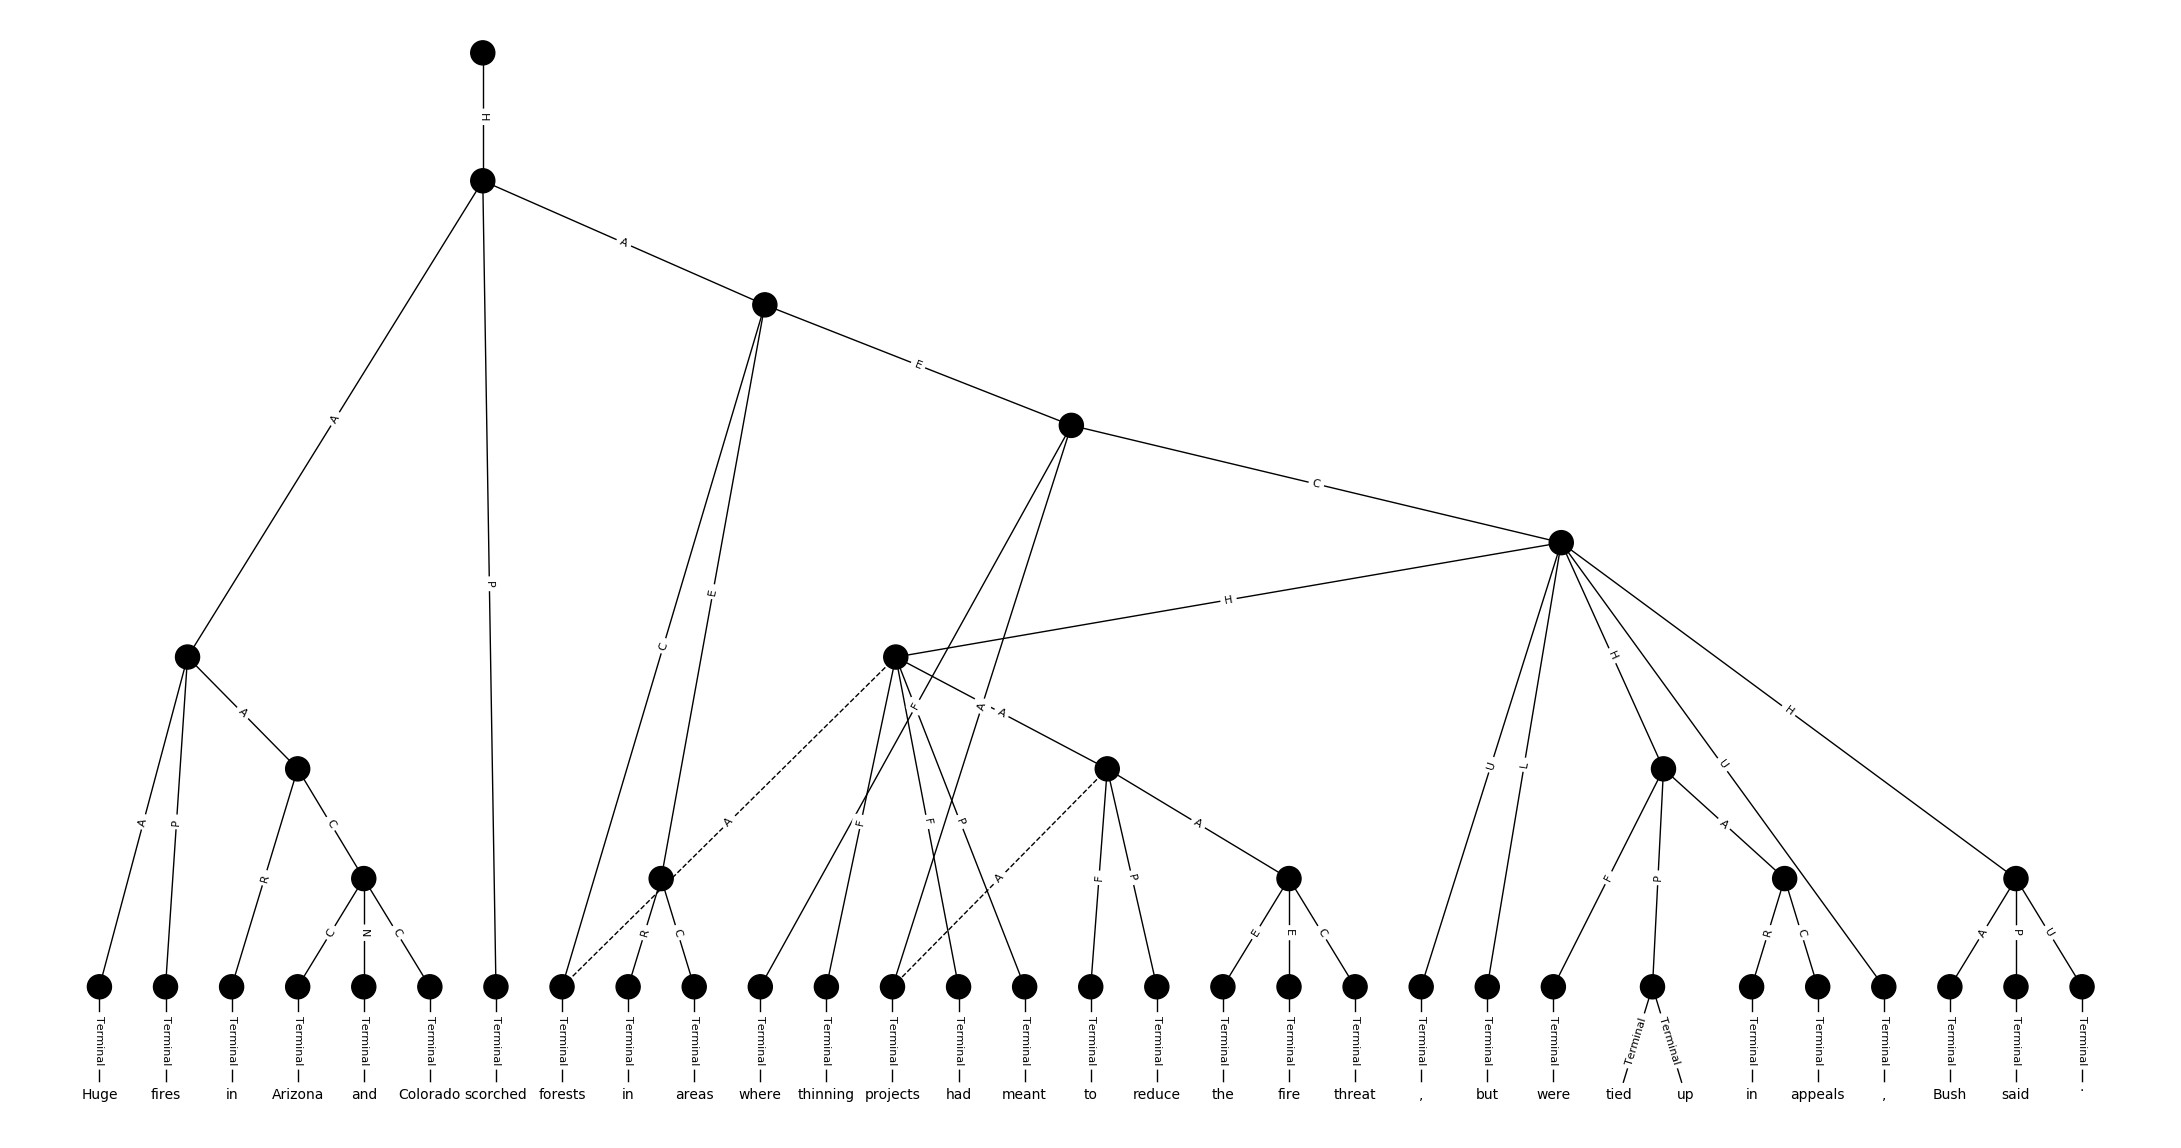 H
A
E
A
C
P
C
E
H
H
H
A
F
A
A
U
L
U
A
P
R
C
A
F
F
P
A
F
P
A
F
P
A
C
N
C
R
C
E
E
C
R
C
A
P
U
Terminal Terminal Terminal Terminal Terminal Terminal Terminal Terminal Terminal Terminal Terminal Terminal Terminal Terminal Terminal Terminal Terminal Terminal Terminal Terminal Terminal Terminal Terminal Terminal Terminal Terminal Terminal Terminal Terminal Terminal Terminal
Huge fires in Arizona and Colorado scorched forests in areas where thinning projects had meant to reduce the fire threat , but were tied up in appeals , Bush said .